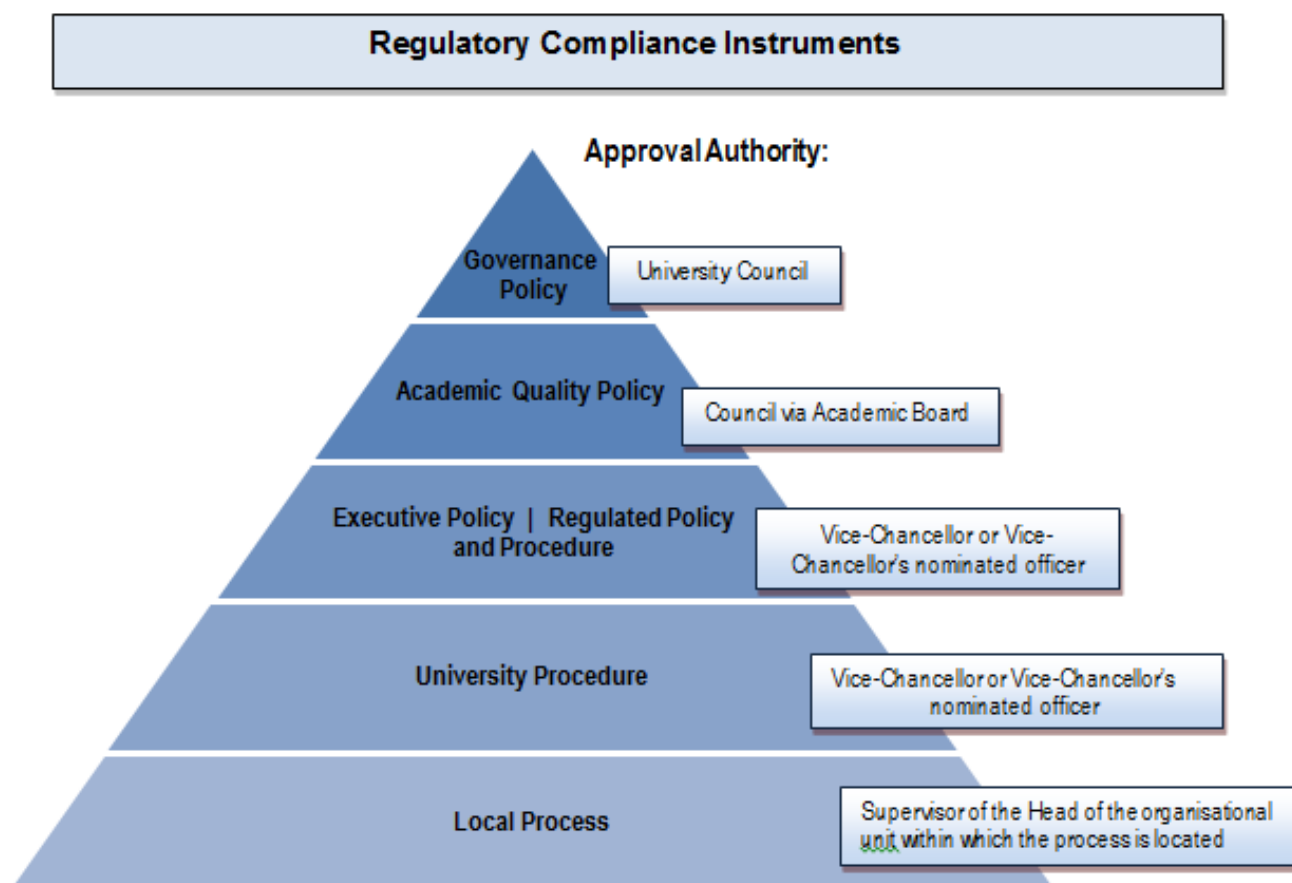 Regulatory Compliance Instruments
Approval Authority:
Governance
Policy
University Council
Academic Quality Policy
Council via Academic Board
Executive Policy | Regulated Policy
and Procedure
Vice-Chancellor or Vice-
Chancellor's nominated officer
University Procedure
Vice-Chancellor or Vice-Chancellor's
nominated officer
Local Process
Supervisor of the Head of the organisational
unit within which the process is located